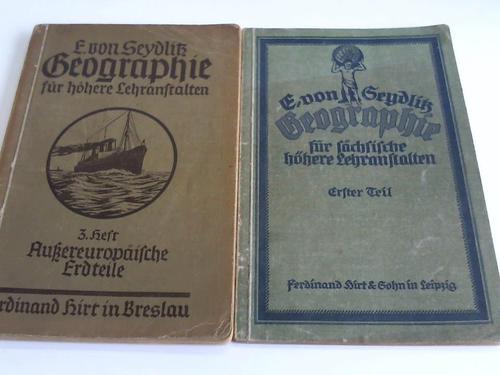 E. von Seydlitz
Geographie
für höhere Lehranstalten
3. Heft
Außereuropäische
Erdteile
Ferdinand Hirt in Breslau
E. von Seydlitz
Geographie
für sächsische
höhere Lehranstalten
Erster Teil
Ferdinand Hirt & Sohn in Leipzig